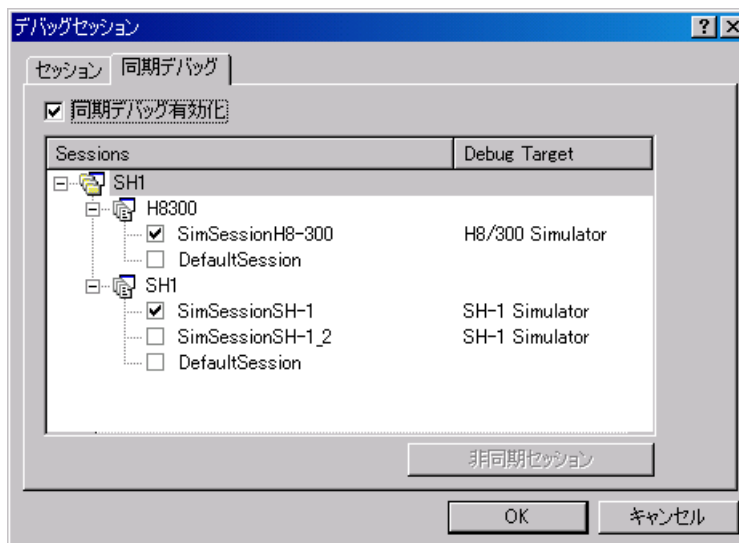 デバッグセッション
セッション 同期デバッグ
同期デバッグ有効化
Sessions Debug Target
SH1
H8300
SimSessionH8-300 H8/300 Simulator
DefaultSession
SH1
SimSessionSH-1 SH-1 Simulator
SimSessionSH-1_2 SH-1 Simulator
DefaultSession
非同期セッション
OK キャンセル